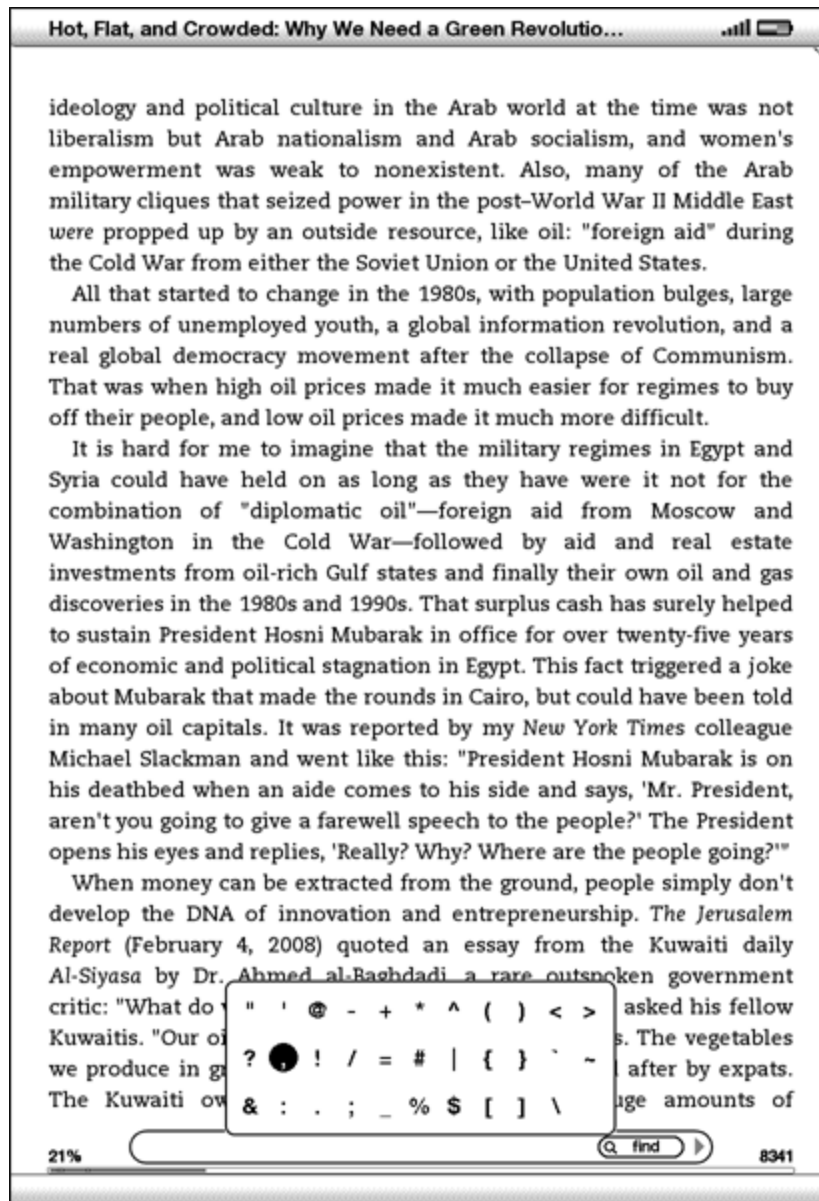 Hot, Flat, and Crowded: Why We Need a Green Revolutio...
ideology and political culture in the Arab world at the time was not
liberalism but Arab nationalism and Arab socialism, and women's
empowerment was weak to nonexistent. Also, many of the Arab
military cliques that seized power in the post–World War II Middle East
were propped up by an outside resource, like oil: "foreign aid" during
the Cold War from either the Soviet Union or the United States.
All that started to change in the 1980s, with population bulges, large
numbers of unemployed youth, a global information revolution, and a
real global democracy movement after the collapse of Communism.
That was when high oil prices made it much easier for regimes to buy
off their people, and low oil prices made it much more difficult.
It is hard for me to imagine that the military regimes in Egypt and
Syria could have held on as long as they have were it not for the
combination of "diplomatic oil"—foreign aid from Moscow and
Washington in the Cold War—followed by aid and real estate
investments from oil-rich Gulf states and finally their own oil and gas
discoveries in the 1980s and 1990s. That surplus cash has surely helped
to sustain President Hosni Mubarak in office for over twenty-five years
of economic and political stagnation in Egypt. This fact triggered a joke
about Mubarak that made the rounds in Cairo, but could have been told
in many oil capitals. It was reported by my New York Times colleague
Michael Slackman and went like this: "President Hosni Mubarak is on
his deathbed when an aide comes to his side and says, 'Mr. President,
aren't you going to give a farewell speech to the people?' The President
opens his eyes and replies, 'Really? Why? Where are the people going?'"
When money can be extracted from the ground, people simply don't
develop the DNA of innovation and entrepreneurship. The Jerusalem
Report (February 4, 2008) quoted an essay from the Kuwaiti daily
Al-Siyasa by Dr. Ahmed al-Baghdadi, a rare outspoken government
critic: "What do asked his fellow
Kuwaitis. "Our The vegetables
we produce in after by expats.
The Kuwaiti amounts of
" ' @ - + * ^ ( ) < >
? , ! / = # | { } ` ~
& : . ; _ % $ [ ] \
21% find 8341